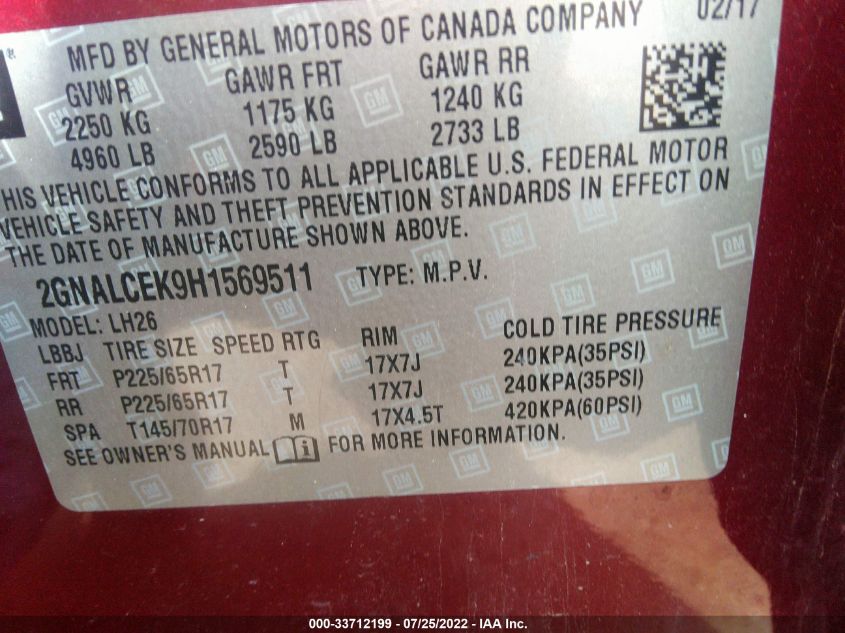 02/17
MFD BY GENERAL MOTORS OF CANADA COMPANY
GVWR GAWR FRT GAWR RR
2250 KG 1175 KG 1240 KG
4960 LB 2590 LB 2733 LB
THIS VEHICLE CONFORMS TO ALL APPLICABLE U.S. FEDERAL MOTOR
VEHICLE SAFETY AND THEFT PREVENTION STANDARDS IN EFFECT ON
THE DATE OF MANUFACTURE SHOWN ABOVE.
2GNALCEK9H1569511 TYPE: M.P.V.
MODEL: LH26
LBBJ TIRE SIZE SPEED RTG RIM COLD TIRE PRESSURE
FRT P225/65R17 T 17X7J 240KPA(35PSI)
RR P225/65R17 T 17X7J 240KPA(35PSI)
SPA T145/70R17 M 17X4.5T 420KPA(60PSI)
SEE OWNER'S MANUAL i FOR MORE INFORMATION.
000-33712199 - 07/25/2022 - IAA Inc.